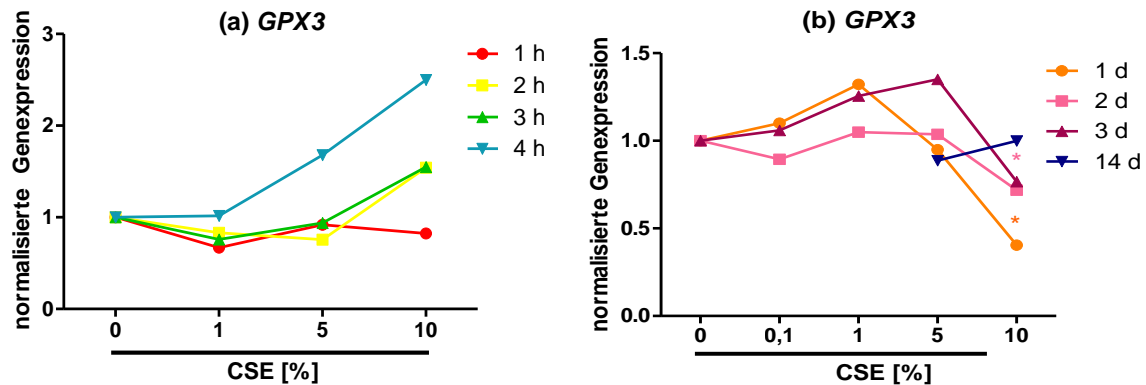 (a) GPX3
normalisierte Genexpression
3
2
1
0
0 1 5 10
CSE [%]
1 h
2 h
3 h
4 h
(b) GPX3
normalisierte Genexpression
1.5
1.0
0.5
0.0
*
*
0 0,1 1 5 10
CSE [%]
1 d
2 d
3 d
14 d